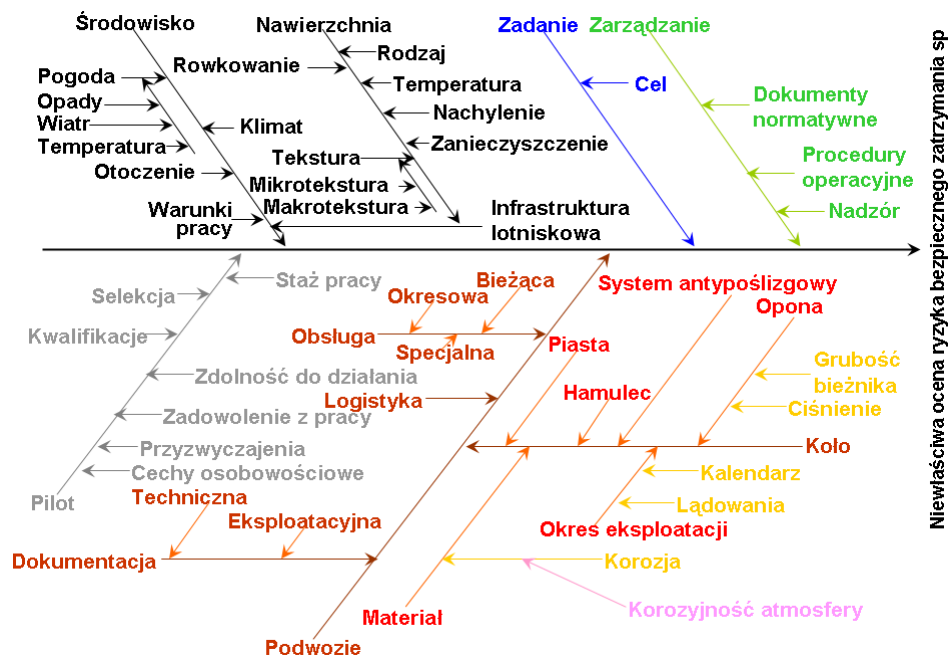 Środowisko
Nawierzchnia
Zadanie
Zarządzanie
Rodzaj
Rowkowanie
Pogoda
Temperatura
Cel
Opady
Dokumenty
normatywne
Nachylenie
Wiatr
Klimat
Temperatura
Zanieczyszczenie
Tekstura
Procedury
operacyjne
Otoczenie
Mikrotekstura
Makrotekstura
Nadzór
Warunki
pracy
Infrastruktura
lotniskowa
Niewłaściwa ocena ryzyka bezpiecznego zatrzymania sp
Staż pracy
Bieżąca
System antypoślizgowy
Selekcja
Okresowa
Opona
Kwalifikacje
Obsługa
Specjalna
Piasta
Grubość
bieżnika
Zdolność do działania
Hamulec
Logistyka
Ciśnienie
Zadowolenie z pracy
Przyzwyczajenia
Koło
Cechy osobowościowe
Kalendarz
Pilot
Techniczna
Lądowania
Eksploatacyjna
Okres eksploatacji
Dokumentacja
Korozja
Korozyjność atmosfery
Materiał
Podwozie